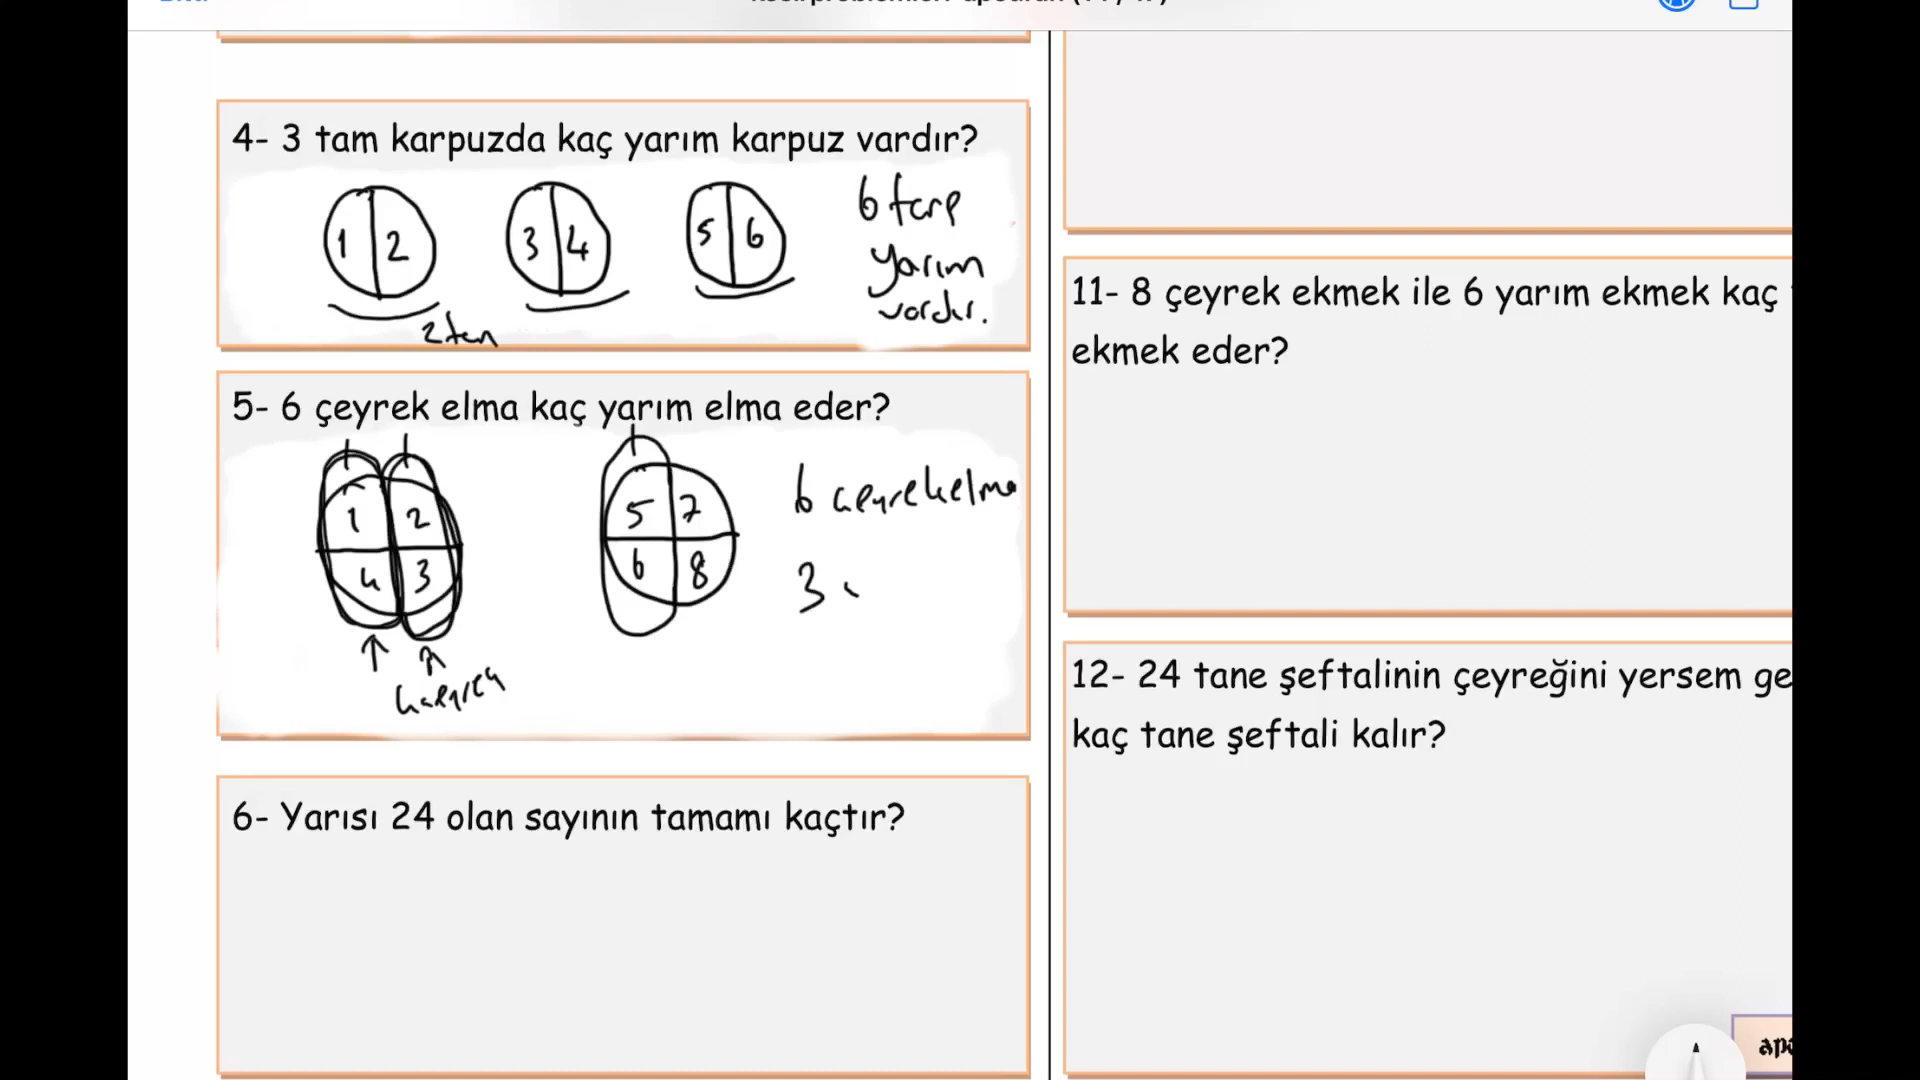 4- 3 tam karpuzda kaç yarım karpuz vardır?
1 2 3 4 5 6
6 tane
yarım
vardır.
5- 6 çeyrek elma kaç yarım elma eder?
1 2
4 3
5 7
6 8
6 çeyrek elma
3
6- Yarısı 24 olan sayının tamamı kaçtır?
11- 8 çeyrek ekmek ile 6 yarım ekmek kaç
ekmek eder?
12- 24 tane şeftalinin çeyreğini yersem ge
kaç tane şeftali kalır?